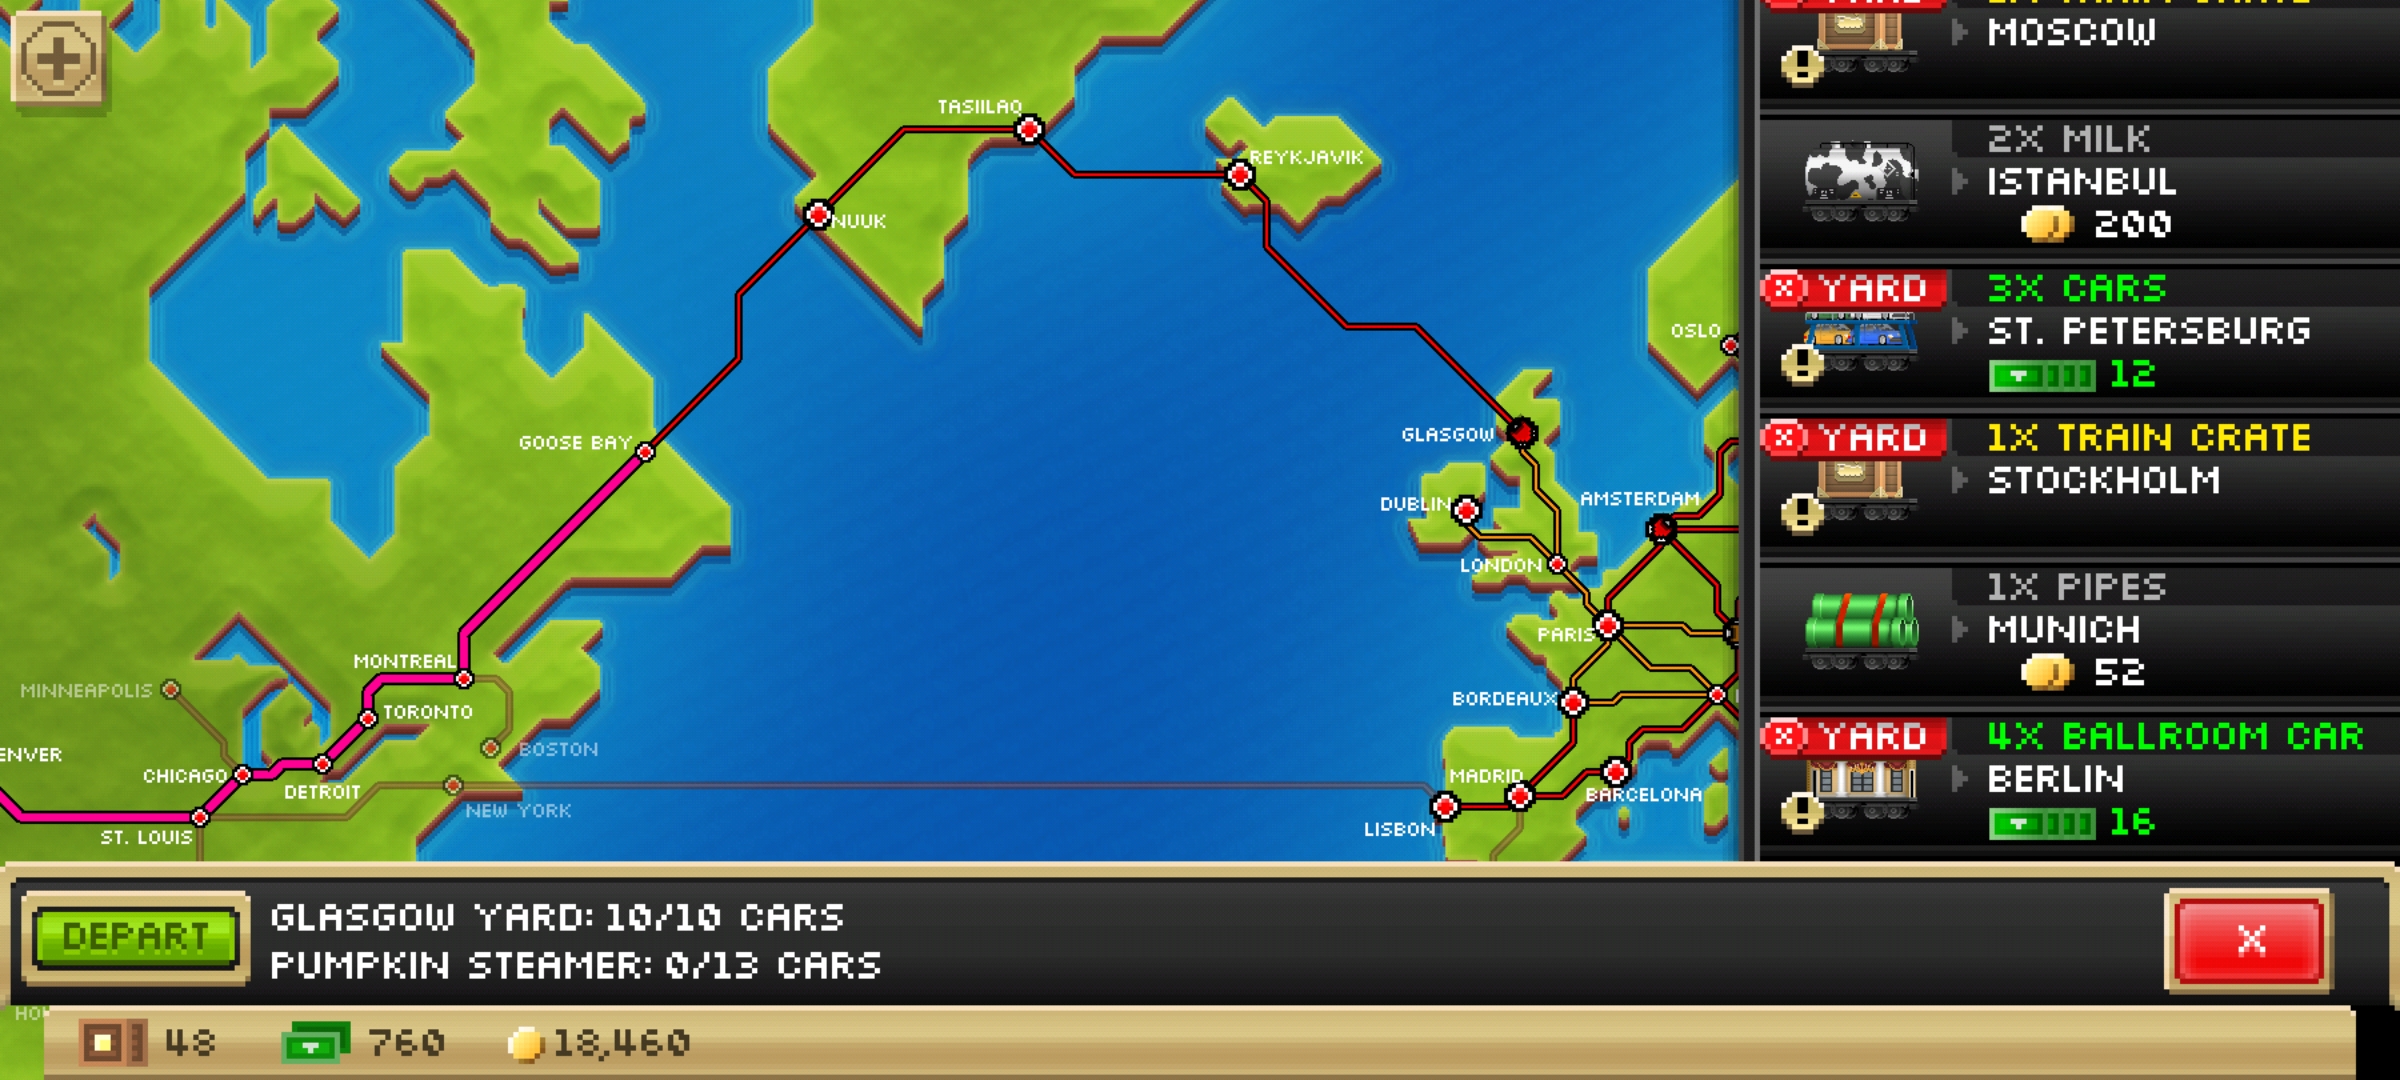 TASIILAQ
REYKJAVIK
NUUK
OSLO
GOOSE BAY
GLASGOW
DUBLIN
AMSTERDAM
LONDON
PARIS
MONTREAL
MINNEAPOLIS
TORONTO
BORDEAUX
BOSTON
CHICAGO
DETROIT
MADRID
BARCELONA
NEW YORK
LISBON
ST. LOUIS
ENVER
MOSCOW
2X MILK
ISTANBUL
200
YARD
3X CARS
ST. PETERSBURG
12
YARD
1X TRAIN CRATE
STOCKHOLM
1X PIPES
MUNICH
52
YARD
4X BALLROOM CAR
BERLIN
16
DEPART
GLASGOW YARD: 10/10 CARS
PUMPKIN STEAMER: 0/13 CARS
X
48
760
18,460